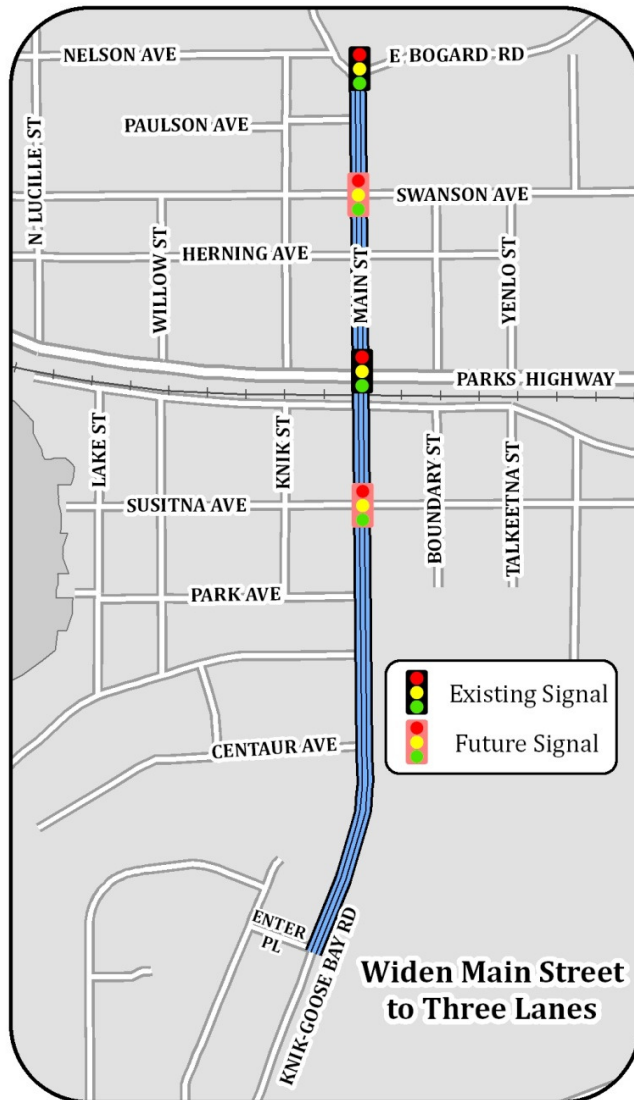 NELSON AVE
E BOGARD RD
PAULSON AVE
N LUCILLE ST
SWANSON AVE
WILLOW ST
HERNING AVE
MAIN ST
YENLO ST
PARKS HIGHWAY
LAKE ST
KNIK ST
BOUNDARY ST
TALKEETNA ST
SUSITNA AVE
PARK AVE
Existing Signal
Future Signal
CENTAUR AVE
ENTER
PL
KNIK-GOOSE BAY RD
Widen Main Street
to Three Lanes